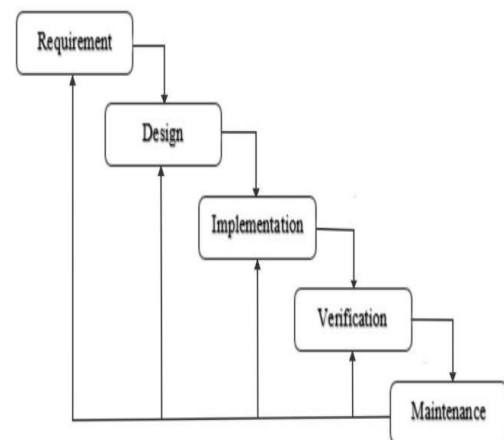 Requirement
Design
Implementation
Verification
Maintenance